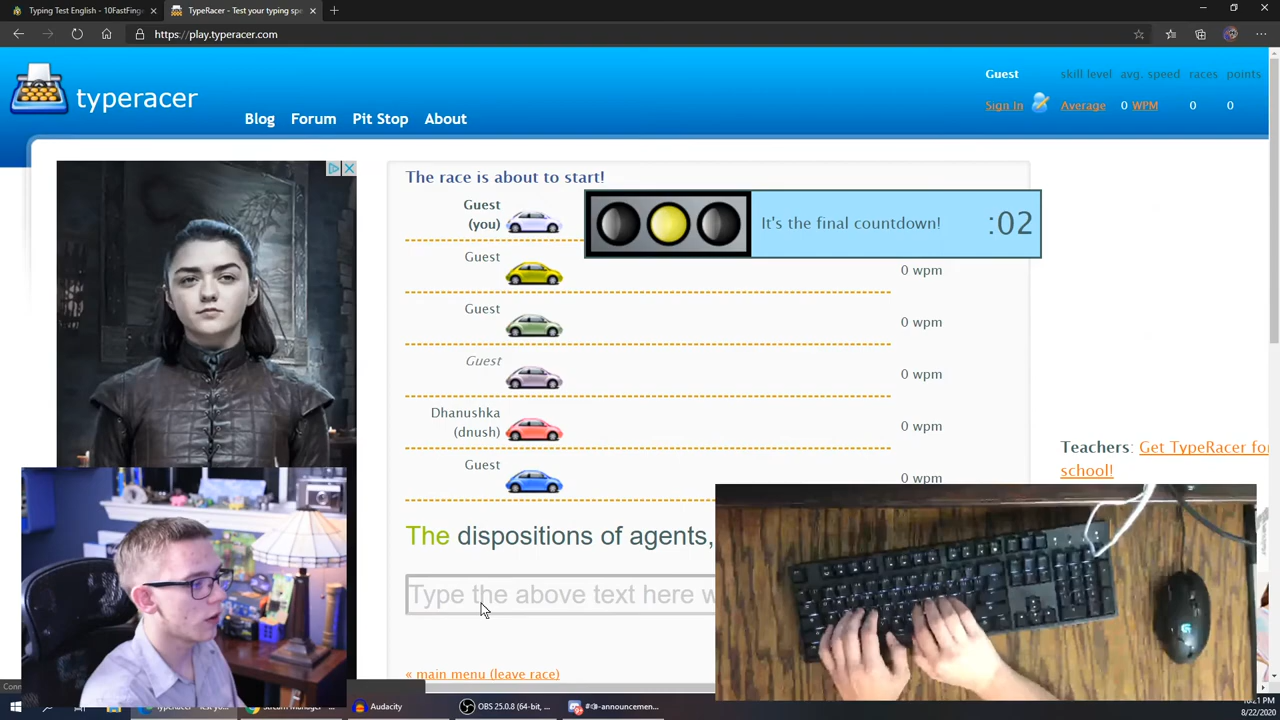 Typing Test English - 10FastFing
TypeRacer - Test your typing sp
https://play.typeracer.com
typeracer
Blog Forum Pit Stop About
Guest skill level avg. speed races points
Sign In Average 0 WPM 0 0
The race is about to start!
It's the final countdown! :02
Guest
(you)
Guest 0 wpm
Guest 0 wpm
Guest 0 wpm
Dhanushka
(dnush) 0 wpm
Guest 0 wpm
Teachers: Get TypeRacer for
school!
The dispositions of agents,
Type the above text here w
« main menu (leave race)
Audacity
OBS 25.0.8 (64-bit, ...
8/22/2020